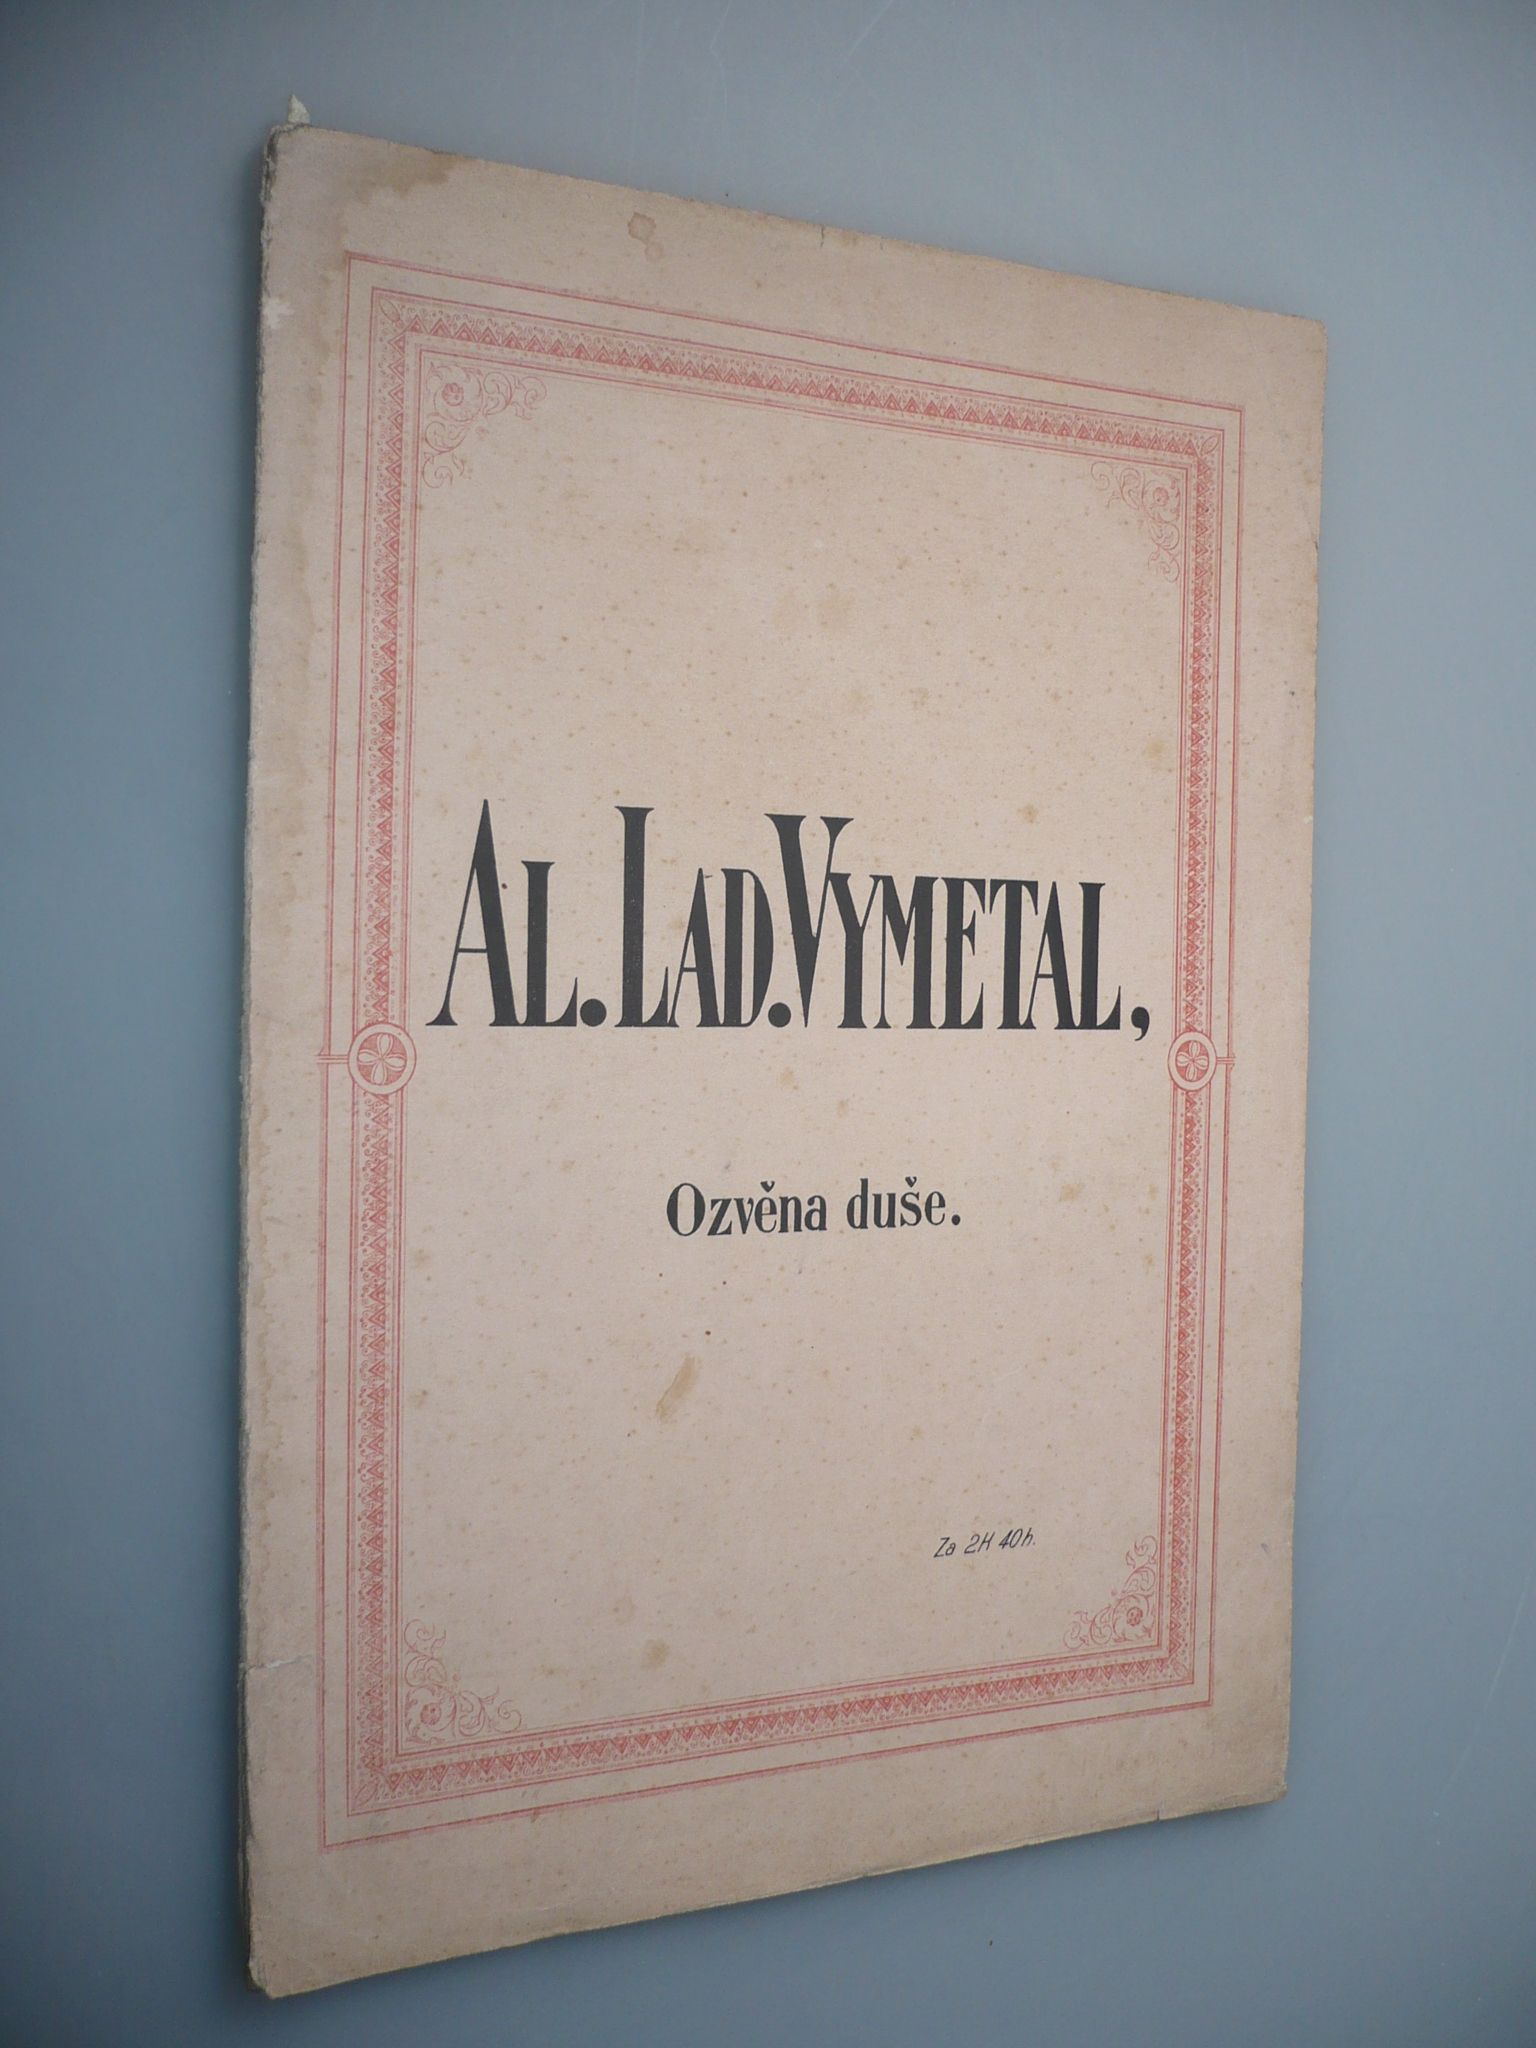 AL. LAD. VYMETAL,
Ozvěna duše.
Za 2K 40h.